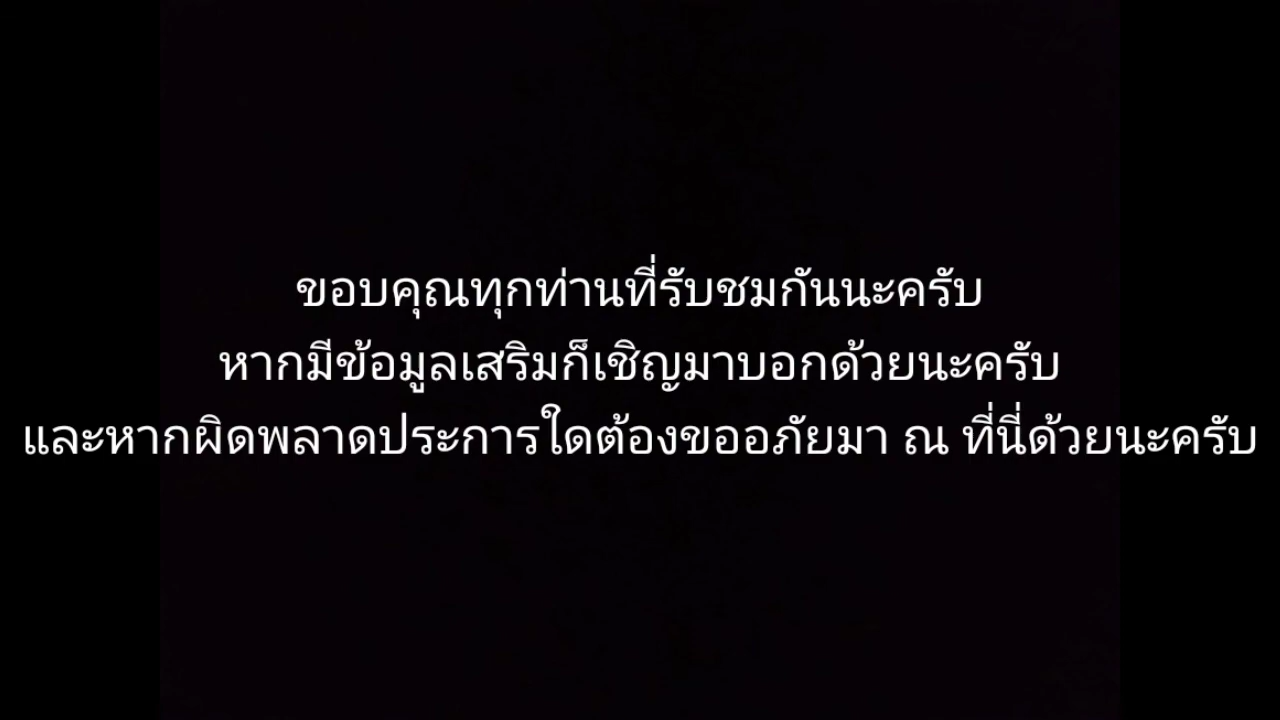 ขอบคุณทุกท่านที่รับชมกันนะครับ
หากมีข้อมูลเสริมก็เชิญมาบอกด้วยนะครับ
และหากผิดพลาดประการใดต้องขออภัยมา ณ ที่นี่ด้วยนะครับ